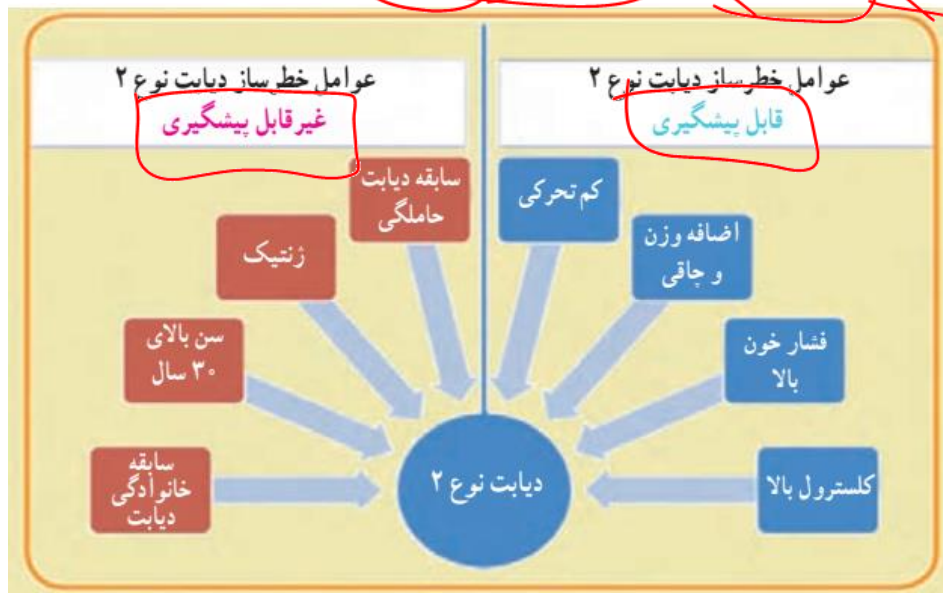 عوامل خطرساز دیابت نوع ۲
قابل پیشگیری
عوامل خطرساز دیابت نوع ۲
غیرقابل پیشگیری
کم تحرکی
اضافه وزن
و چاقی
فشار خون
بالا
کلسترول بالا
سابقه دیابت
حاملگی
ژنتیک
سن بالای
۳۰ سال
سابقه
خانوادگی
دیابت
دیابت نوع ۲